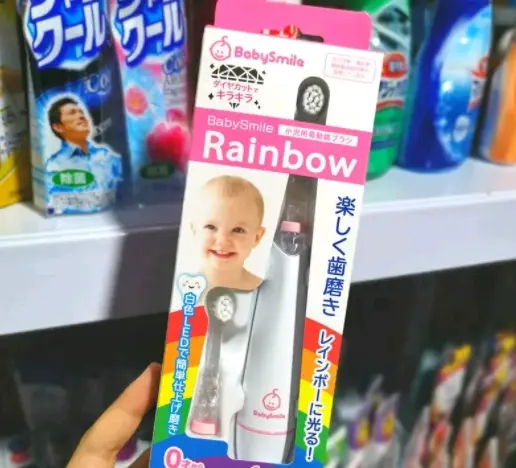 クール
クール
除菌
BabySmile
ダイヤカットで
キラキラ
BabySmile
小児用電動歯ブラシ
Rainbow
楽しく歯磨き
レインボーに光る!
白色LEDで簡単仕上げ磨き
BabySmile
0才